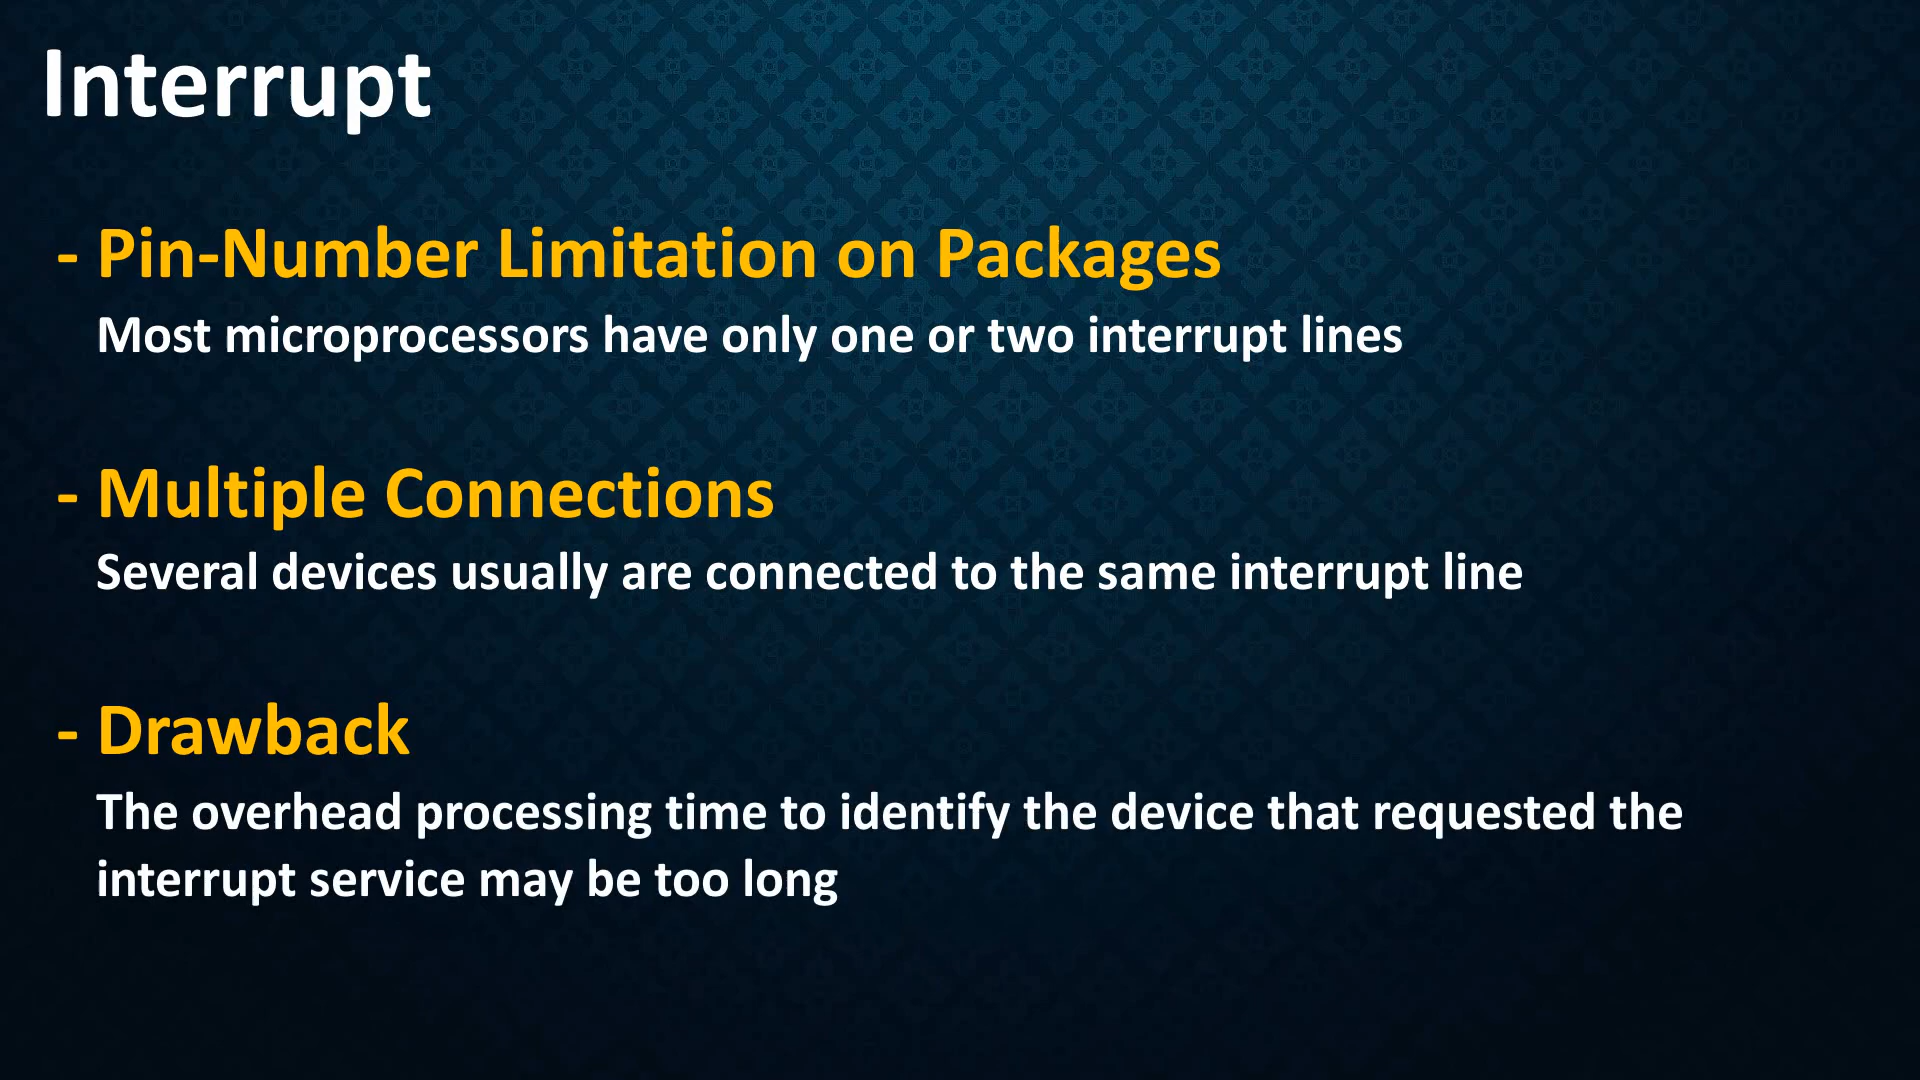 Interrupt
- Pin-Number Limitation on Packages
Most microprocessors have only one or two interrupt lines
- Multiple Connections
Several devices usually are connected to the same interrupt line
- Drawback
The overhead processing time to identify the device that requested the
interrupt service may be too long